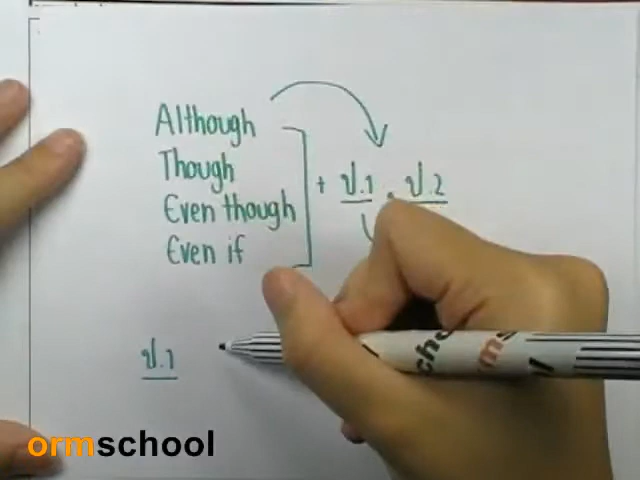 Although
Though
Even though
Even if
+ ป.1 , ป.2
ป.1
ormschool